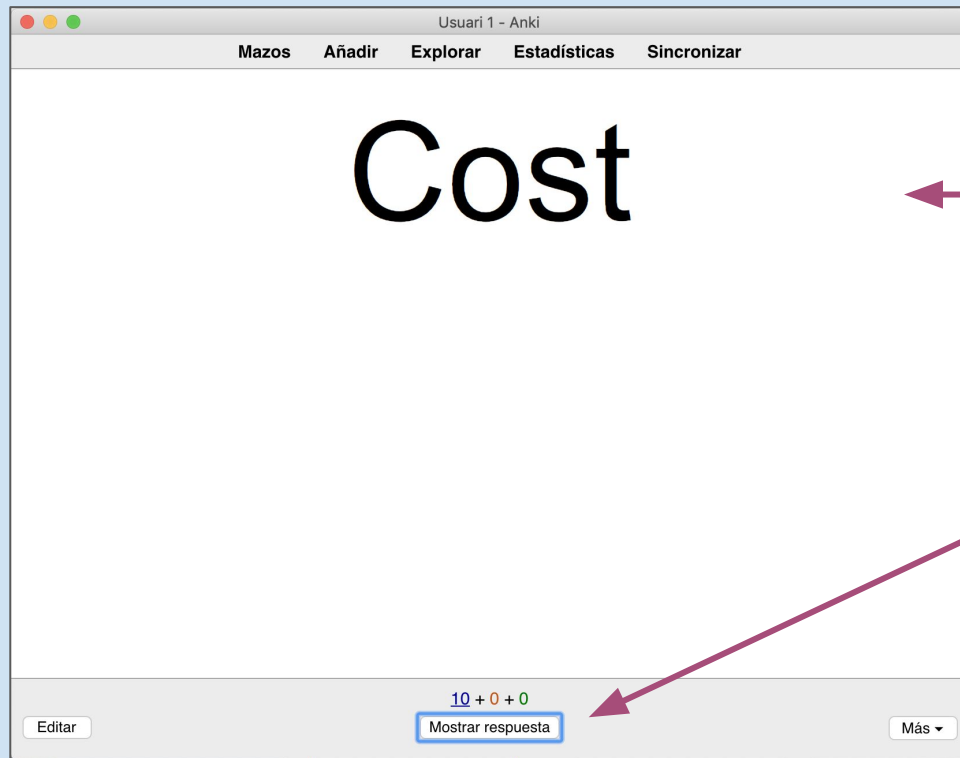 Usuari 1 - Anki
Mazos Añadir Explorar Estadísticas Sincronizar
Cost
10 + 0 + 0
Editar Mostrar respuesta Más